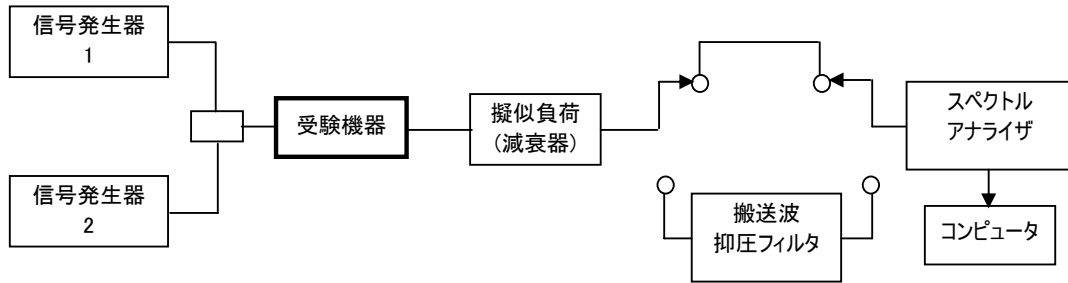 信号発生器
1
信号発生器
2
受験機器
擬似負荷
(減衰器)
搬送波
抑圧フィルタ
スペクトル
アナライザ
コンピュータ